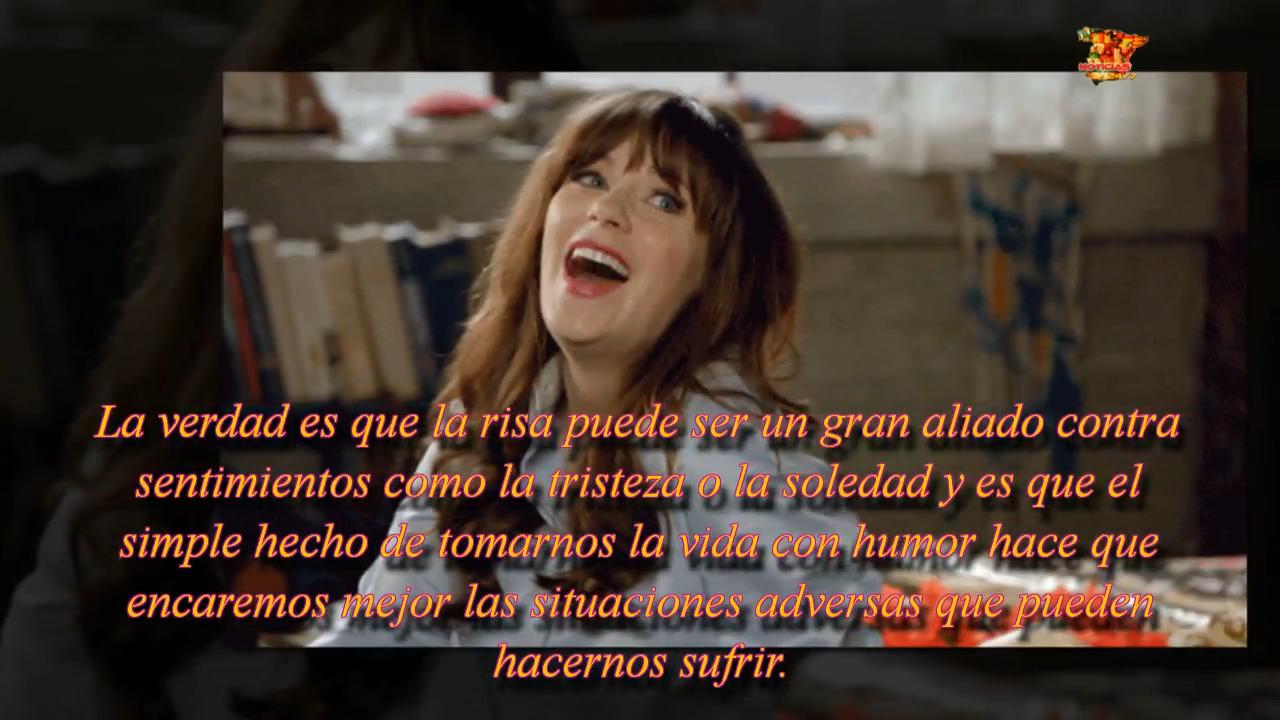 NOTICIAS
La verdad es que la risa puede ser un gran aliado contra
sentimientos como la tristeza o la soledad y es que el
simple hecho de tomarnos la vida con humor hace que
encaremos mejor las situaciones adversas que pueden
hacernos sufrir.